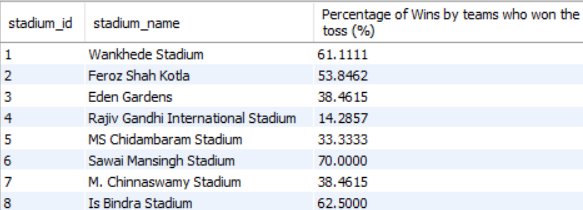 stadium_id stadium_name Percentage of Wins by teams who won the
toss (%)
1 Wankhede Stadium 61.1111
2 Feroz Shah Kotla 53.8462
3 Eden Gardens 38.4615
4 Rajiv Gandhi International Stadium 14.2857
5 MS Chidambaram Stadium 33.3333
6 Sawai Mansingh Stadium 70.0000
7 M. Chinnaswamy Stadium 38.4615
8 Is Bindra Stadium 62.5000